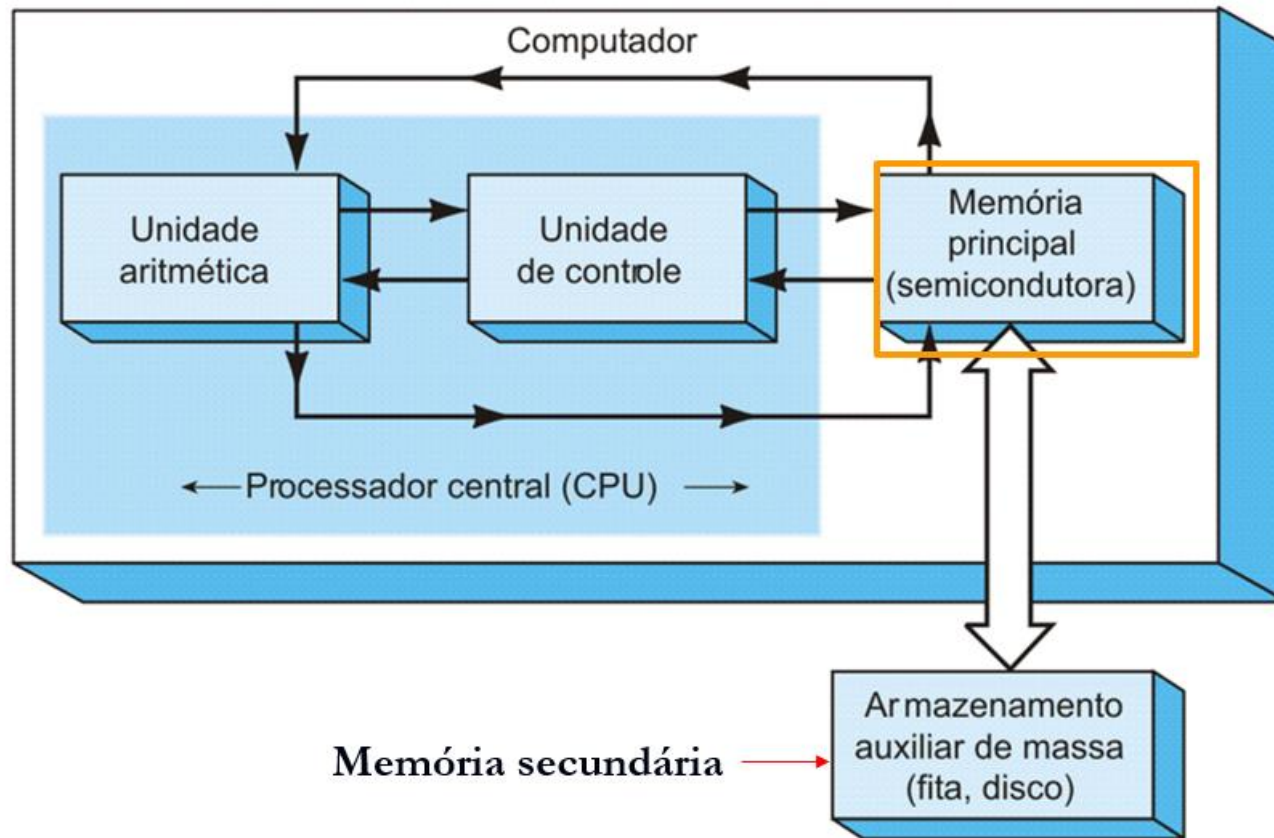 Computador
Unidade
aritmética
Unidade
de controle
Memória
principal
(semicondutora)
Processador central (CPU)
Armazenamento
auxiliar de massa
(fita, disco)
Memória secundária